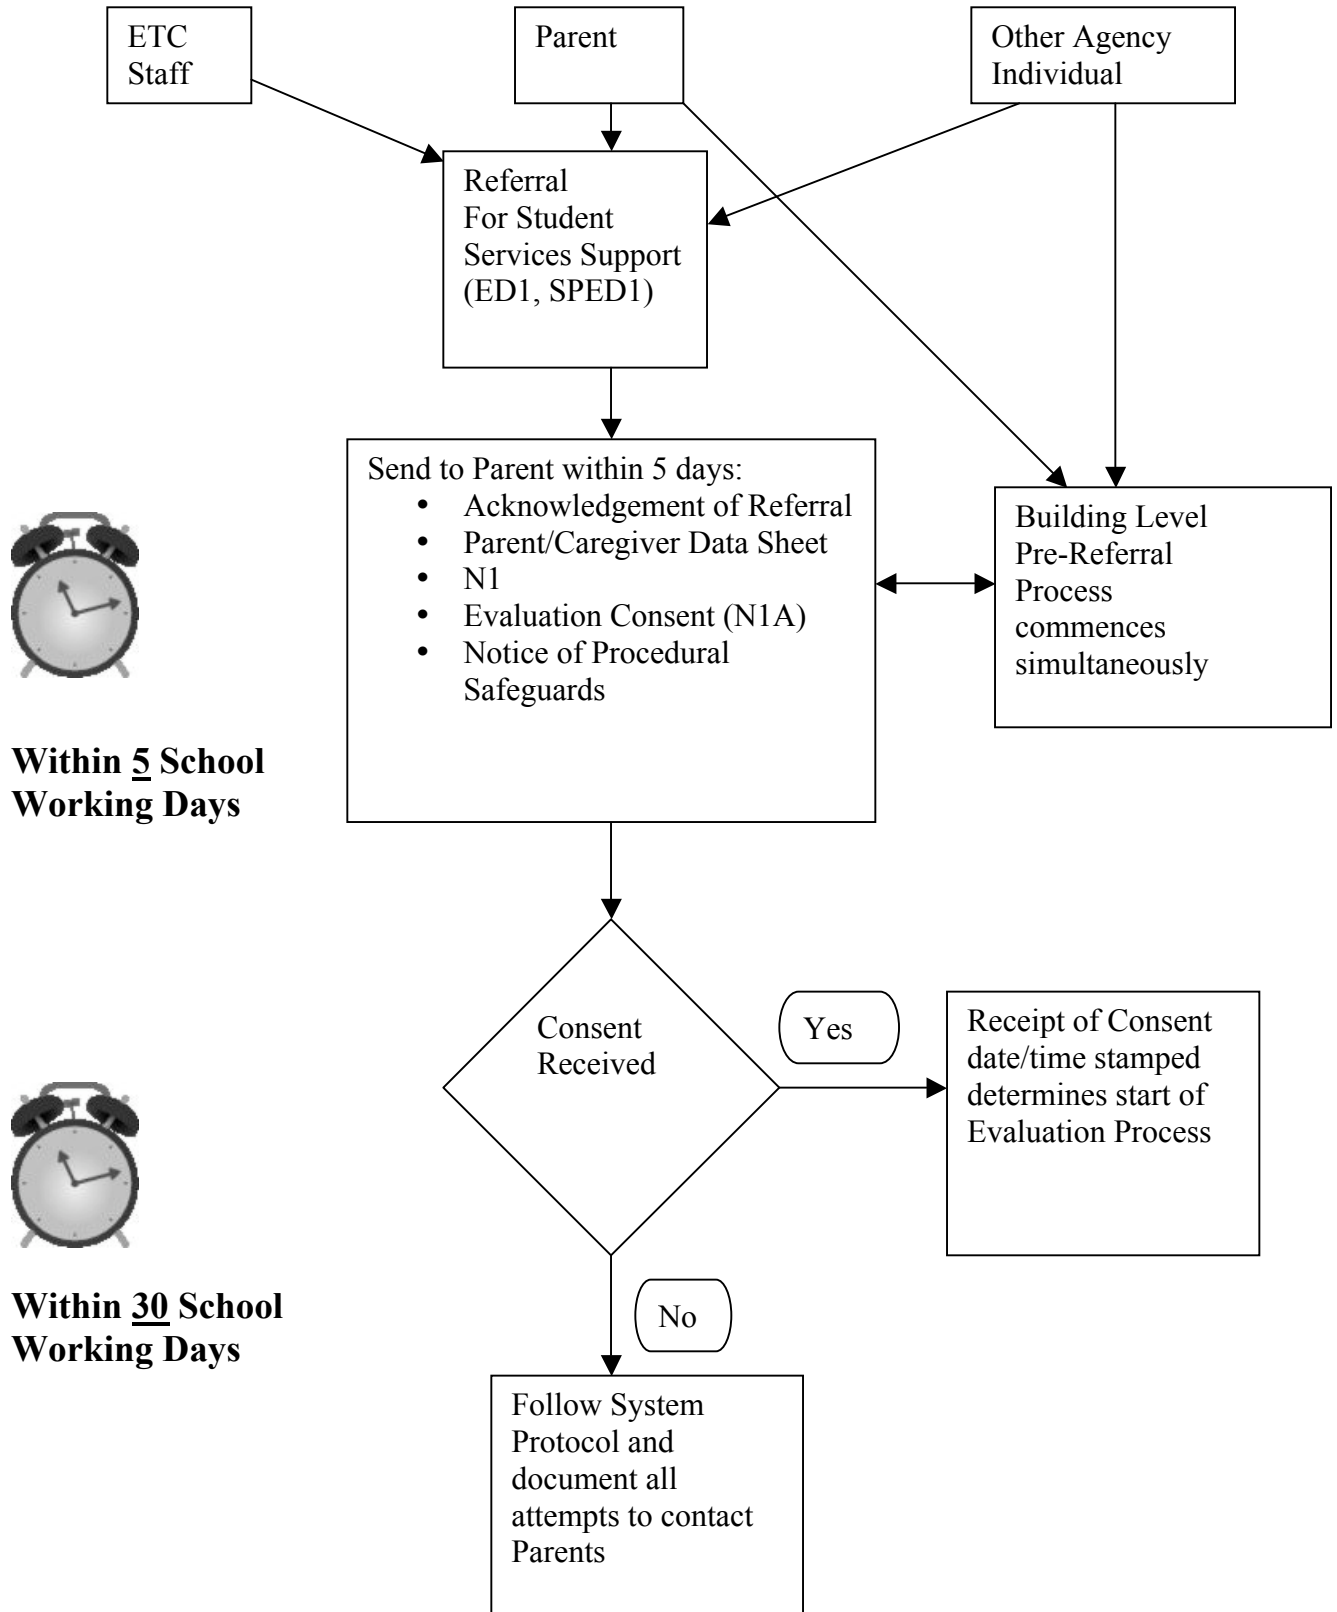 ETC
Staff
Parent
Other Agency
Individual
Referral
For Student
Services Support
(ED1, SPED1)
Send to Parent within 5 days:
• Acknowledgement of Referral
• Parent/Caregiver Data Sheet
• N1
• Evaluation Consent (N1A)
• Notice of Procedural
Safeguards
Building Level
Pre-Referral
Process
commences
simultaneously
Within 5 School
Working Days
Consent
Received
Yes
Receipt of Consent
date/time stamped
determines start of
Evaluation Process
Within 30 School
Working Days
No
Follow System
Protocol and
document all
attempts to contact
Parents